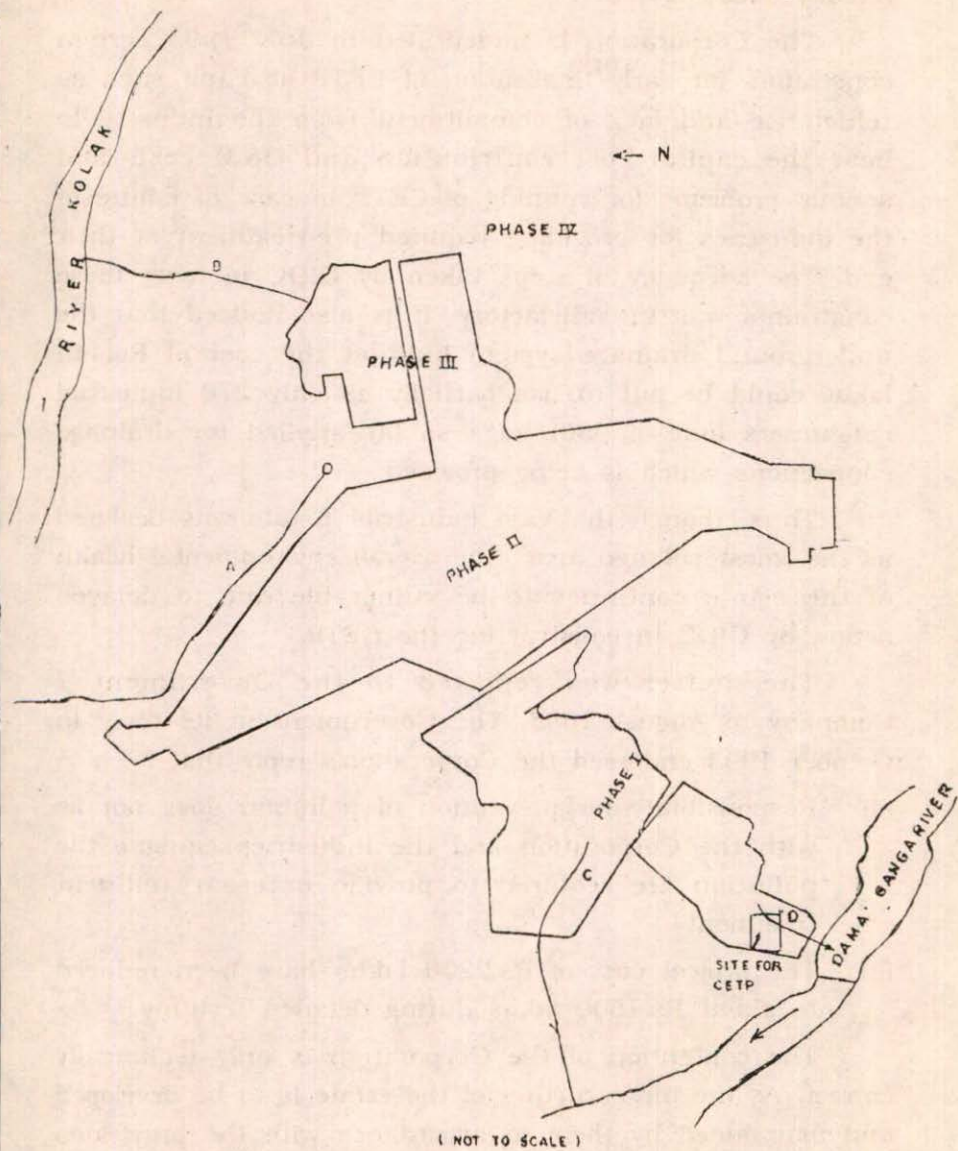 RIVER KOLAK
N
PHASE IV
B
PHASE III
A
PHASE II
PHASE I
C
D
DAMAN GANGA RIVER
SITE FOR
CETP
( NOT TO SCALE )